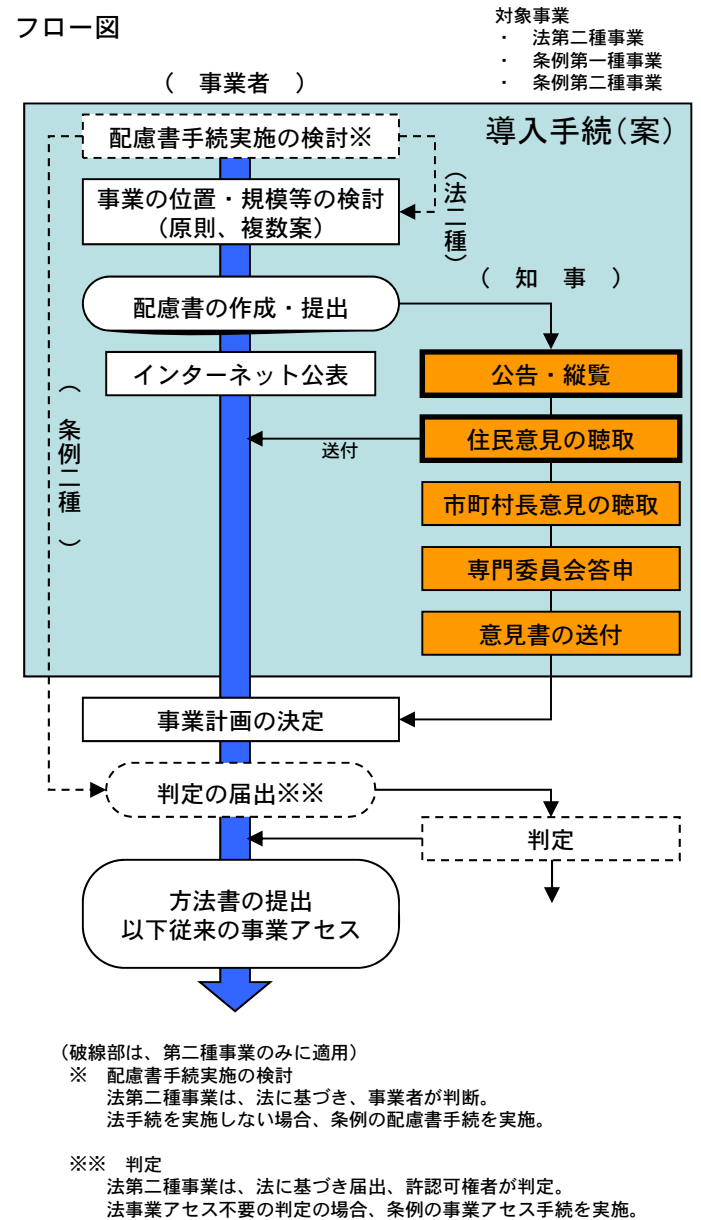 フロー図
対象事業
・ 法第二種事業
・ 条例第一種事業
・ 条例第二種事業
（ 事業者 ）
導入手続(案)
配慮書手続実施の検討※
（法二種）
事業の位置・規模等の検討
（原則、複数案）
（ 知 事 ）
配慮書の作成・提出
インターネット公表
公告・縦覧
（ 条例二種 ）
住民意見の聴取
送付
市町村長意見の聴取
専門委員会答申
意見書の送付
事業計画の決定
判定の届出※※
判定
方法書の提出
以下従来の事業アセス
（破線部は、第二種事業のみに適用）
※ 配慮書手続実施の検討
法第二種事業は、法に基づき、事業者が判断。
法手続を実施しない場合、条例の配慮書手続を実施。
※※ 判定
法第二種事業は、法に基づき届出、許認可権者が判定。
法事業アセス不要の判定の場合、条例の事業アセス手続を実施。